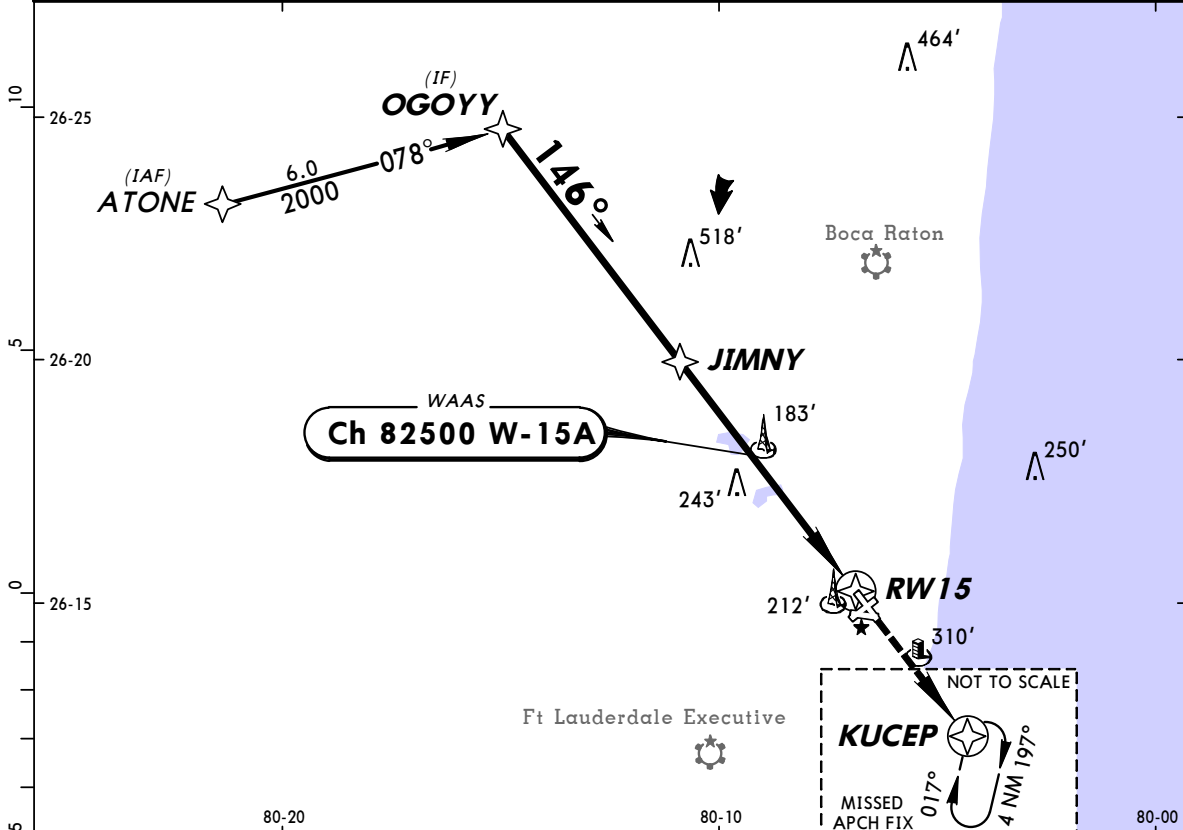 464'
(IF)
OGOYY
10
26-25
146°
078°
6.0
2000
(IAF)
ATONE
518'
Boca Raton
5
26-20
JIMNY
WAAS
Ch 82500 W-15A
183'
250'
243'
0
26-15
RW15
212'
310'
NOT TO SCALE
Ft Lauderdale Executive
KUCEP
017°
4 NM 197°
MISSED
APCH FIX
5
80-20
80-10
80-00